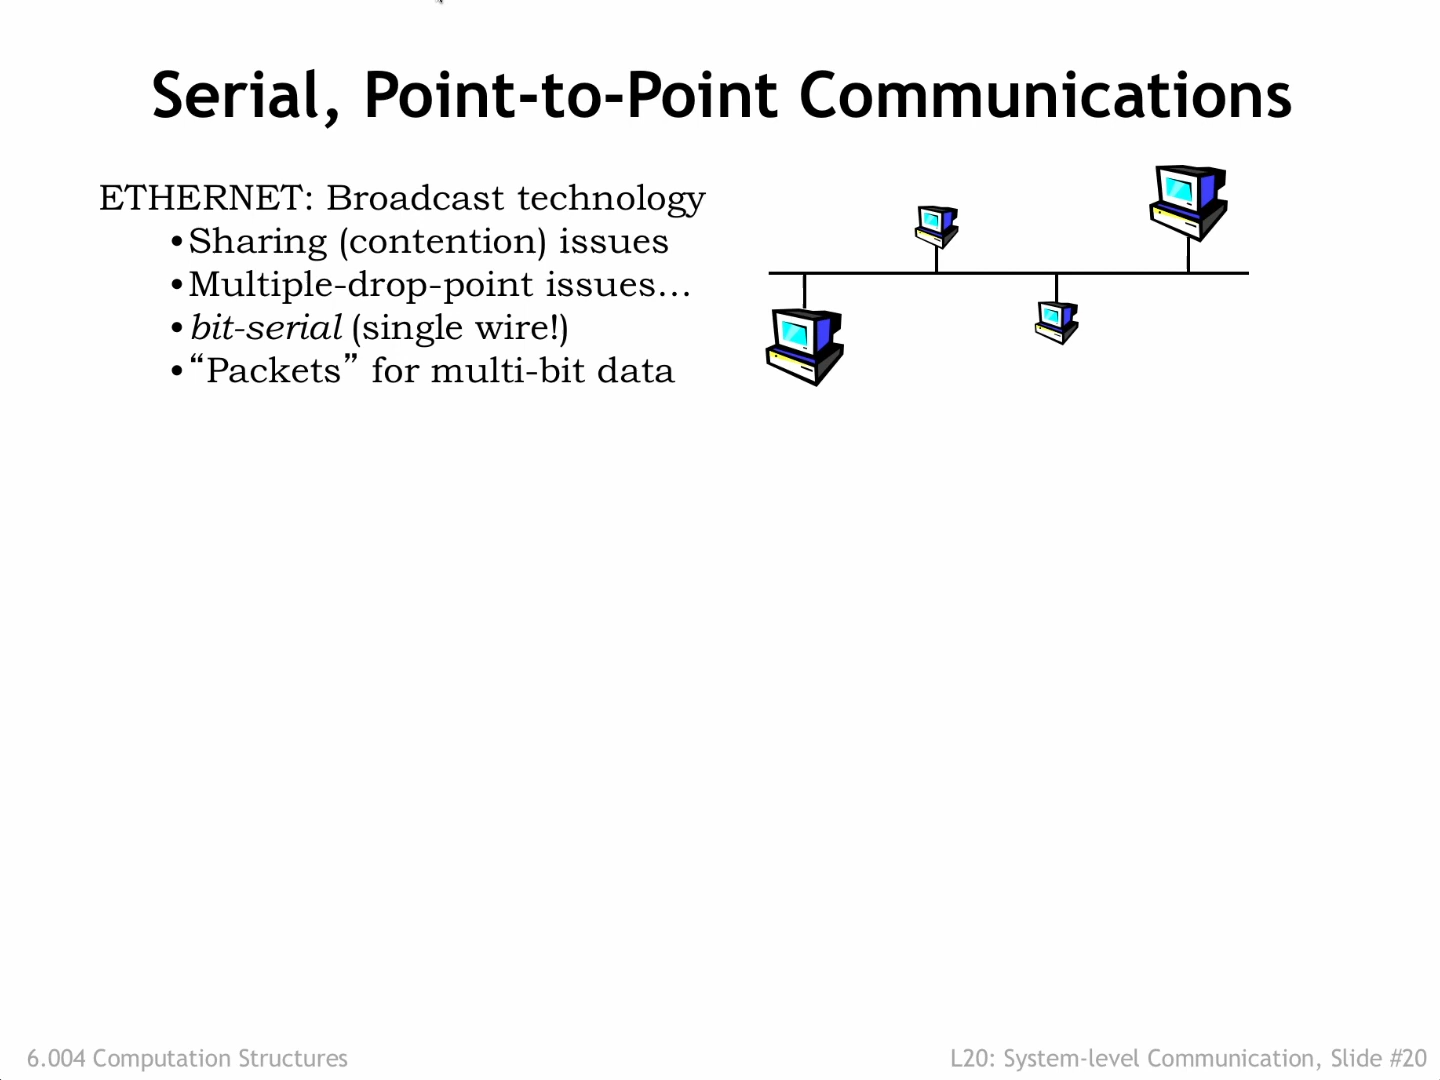 Serial, Point-to-Point Communications
ETHERNET: Broadcast technology
•Sharing (contention) issues
•Multiple-drop-point issues…
•bit-serial (single wire!)
•“Packets” for multi-bit data
6.004 Computation Structures
L20: System-level Communication, Slide #20